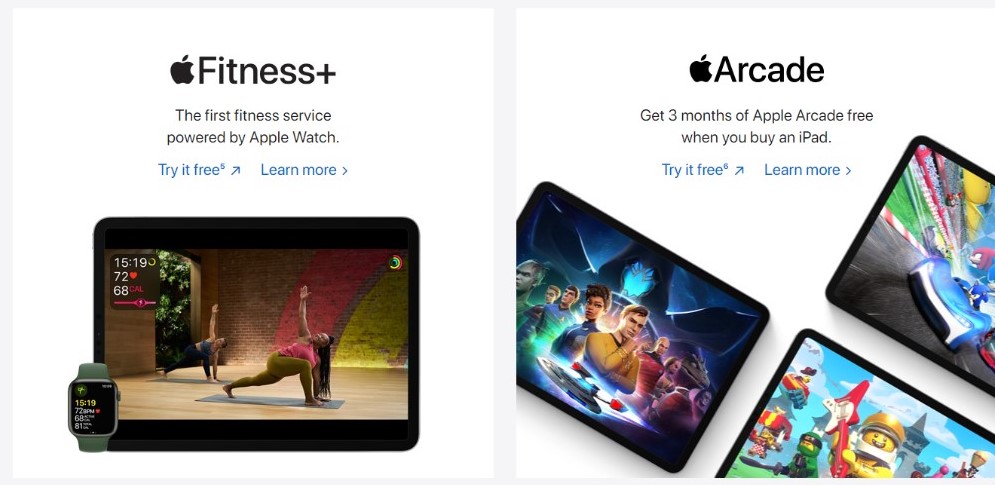 Fitness+
The first fitness service
powered by Apple Watch.
Try it free⁵ ↗ Learn more >
15:19
72
68CAL
15:19
72BPM
68
81
Arcade
Get 3 months of Apple Arcade free
when you buy an iPad.
Try it free⁶ ↗ Learn more >